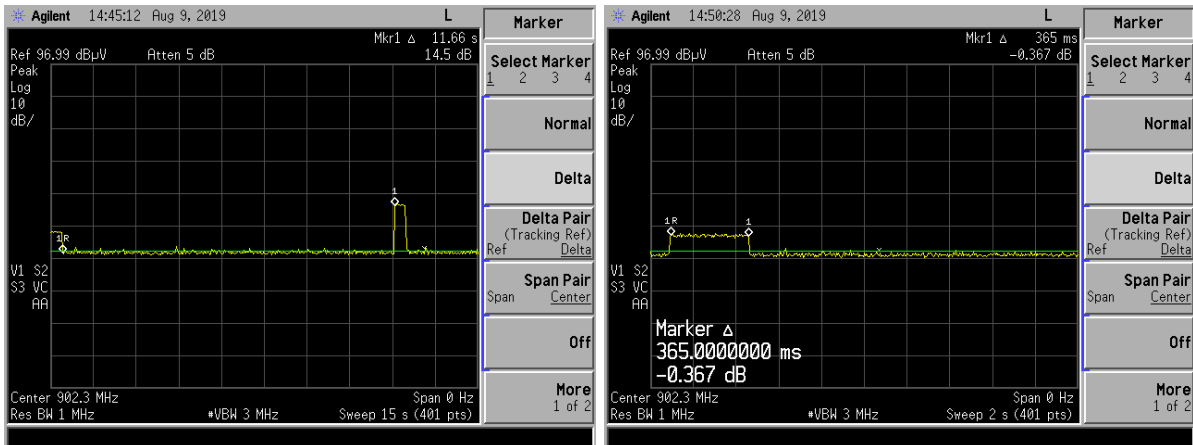 Agilent 14:45:12 Aug 9, 2019 L
Mkr1 Δ 11.66 s
Ref 96.99 dBµV Atten 5 dB 14.5 dB
Peak
Log
10
dB/
1
1R
V1 S2
S3 VC
AA
Center 902.3 MHz Span 0 Hz
Res BW 1 MHz #VBW 3 MHz Sweep 15 s (401 pts)
Marker
Select Marker
1 2 3 4
Normal
Delta
Delta Pair
(Tracking Ref)
Ref Delta
Span Pair
Span Center
Off
More
1 of 2
Agilent 14:50:28 Aug 9, 2019 L
Mkr1 Δ 365 ms
Ref 96.99 dBµV Atten 5 dB -0.367 dB
Peak
Log
10
dB/
1R 1
V1 S2
S3 VC
AA
Marker Δ
365.0000000 ms
-0.367 dB
Center 902.3 MHz Span 0 Hz
Res BW 1 MHz #VBW 3 MHz Sweep 2 s (401 pts)
Marker
Select Marker
1 2 3 4
Normal
Delta
Delta Pair
(Tracking Ref)
Ref Delta
Span Pair
Span Center
Off
More
1 of 2